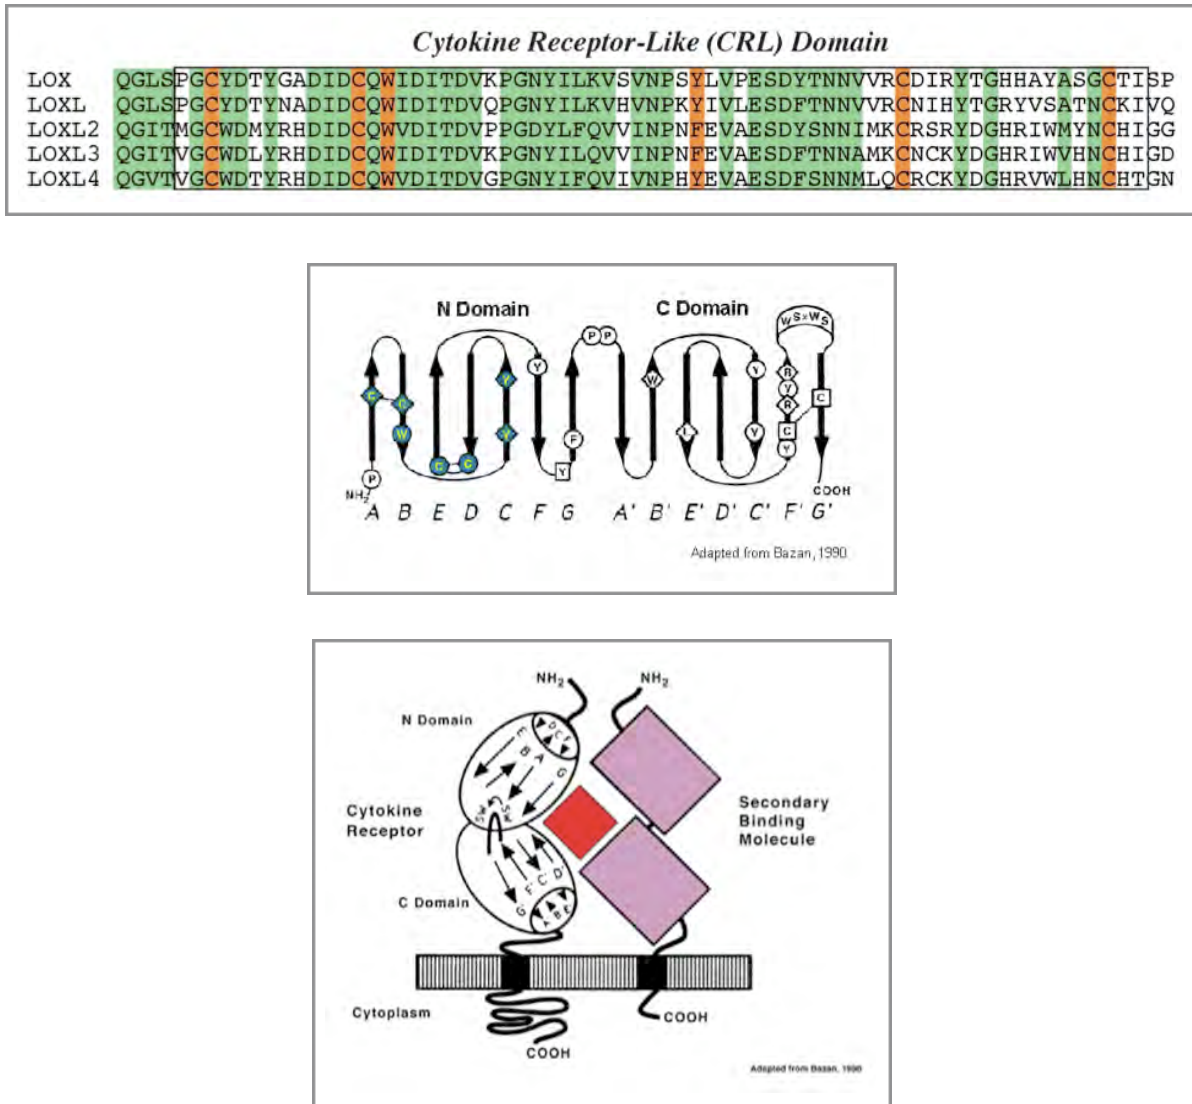 Cytokine Receptor-Like (CRL) Domain
LOX QGLSPGCYDTYGADIDCQWIDITDVKPGNYILKVSVNPSYLVPESDYTNNVVRCDIRYTGHHAYASGCTISP
LOXL QGLSPGCYDTYNADIDCQWIDITDVQPGNYILKVHVNPKYIVLESDFTNNVVRCNIHYTGRYVSATNCKIVQ
LOXL2 QGITMGCWDMYRHDIDCQWVDITDVPPGDYLFQVVINPNFEVAESDYSNNIMKCRSRYDGHRIWMYNCHIGG
LOXL3 QGITVGCWDLYRHDIDCQWIDITDVKPGNYILQVVINPNFEVAESDFTNNAMKCNCKYDGHRIWVHNCHIGD
LOXL4 QGVTVGCWDTYRHDIDCQWVDITDVGPGNYIFQVIVNPHYEVAESDFSNNMLQCRCKYDGHRVWLHNCHTGN
N Domain C Domain
P P
W S x W S
Y
Y
W
Y
R
C
C
Y
R
C
W
Y
F
L
Y
C
C C
Y
Y
P
NH2
COOH
A B E D C F G A' B' E' D' C' F' G'
Adapted from Bazan, 1990
NH2 NH2
N Domain
E
B A
G
Cytokine
Receptor
Secondary
Binding
Molecule
C Domain
G' F' C' D'
Cytoplasm
COOH
COOH
Adapted from Bazan, 1990